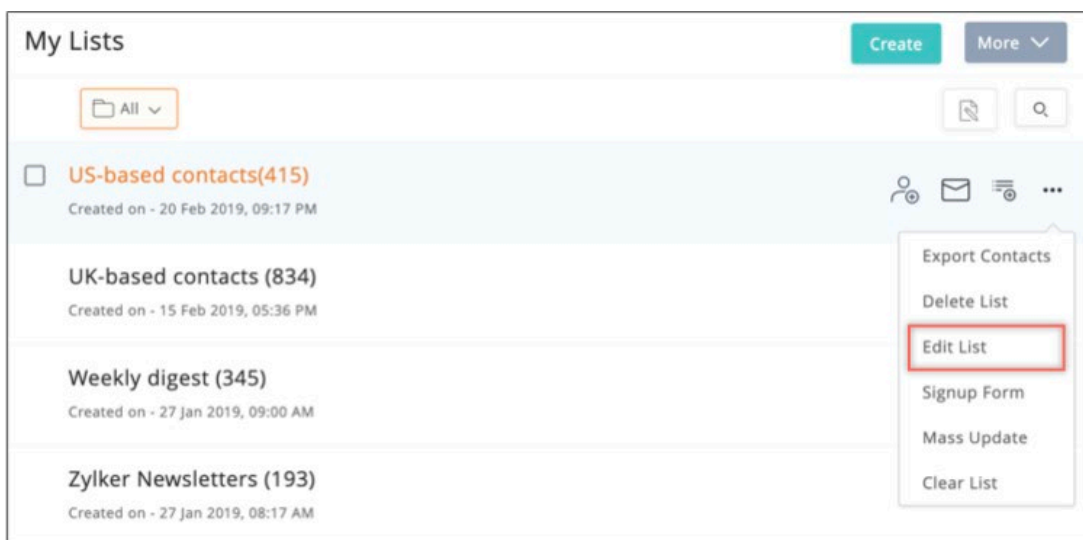 My Lists
Create
More
All
US-based contacts(415)
Created on - 20 Feb 2019, 09:17 PM
Export Contacts
UK-based contacts (834)
Delete List
Created on - 15 Feb 2019, 05:36 PM
Edit List
Weekly digest (345)
Signup Form
Created on - 27 Jan 2019, 09:00 AM
Mass Update
Zylker Newsletters (193)
Clear List
Created on - 27 Jan 2019, 08:17 AM